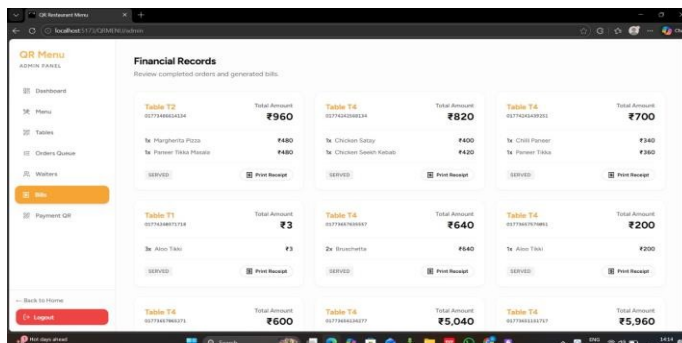 QR Restaurant Menu
localhost:5173/QRMENU/admin
QR Menu
ADMIN PANEL
Dashboard
Menu
Tables
Orders Queue
Waiters
Bills
Payment QR
Back to Home
Logout
Financial Records
Review completed orders and generated bills.
Table T2
Total Amount
₹960
1x Margherita Pizza ₹480
1x Paneer Tikka Masala ₹480
SERVED
Print Receipt
Table T4
Total Amount
₹820
1x Chicken Satay ₹400
1x Chicken Seekh Kebab ₹420
SERVED
Print Receipt
Table T4
Total Amount
₹700
1x Chilli Paneer ₹340
1x Paneer Tikka ₹360
SERVED
Print Receipt
Table T1
Total Amount
₹3
3x Aloo Tikki ₹3
SERVED
Print Receipt
Table T4
Total Amount
₹640
2x Bruschetta ₹640
SERVED
Print Receipt
Table T4
Total Amount
₹200
1x Aloo Tikki ₹200
SERVED
Print Receipt
Table T4
Total Amount
₹600
Table T4
Total Amount
₹5,040
Table T4
Total Amount
₹5,960
Hot days ahead
Search
ENG
14:14